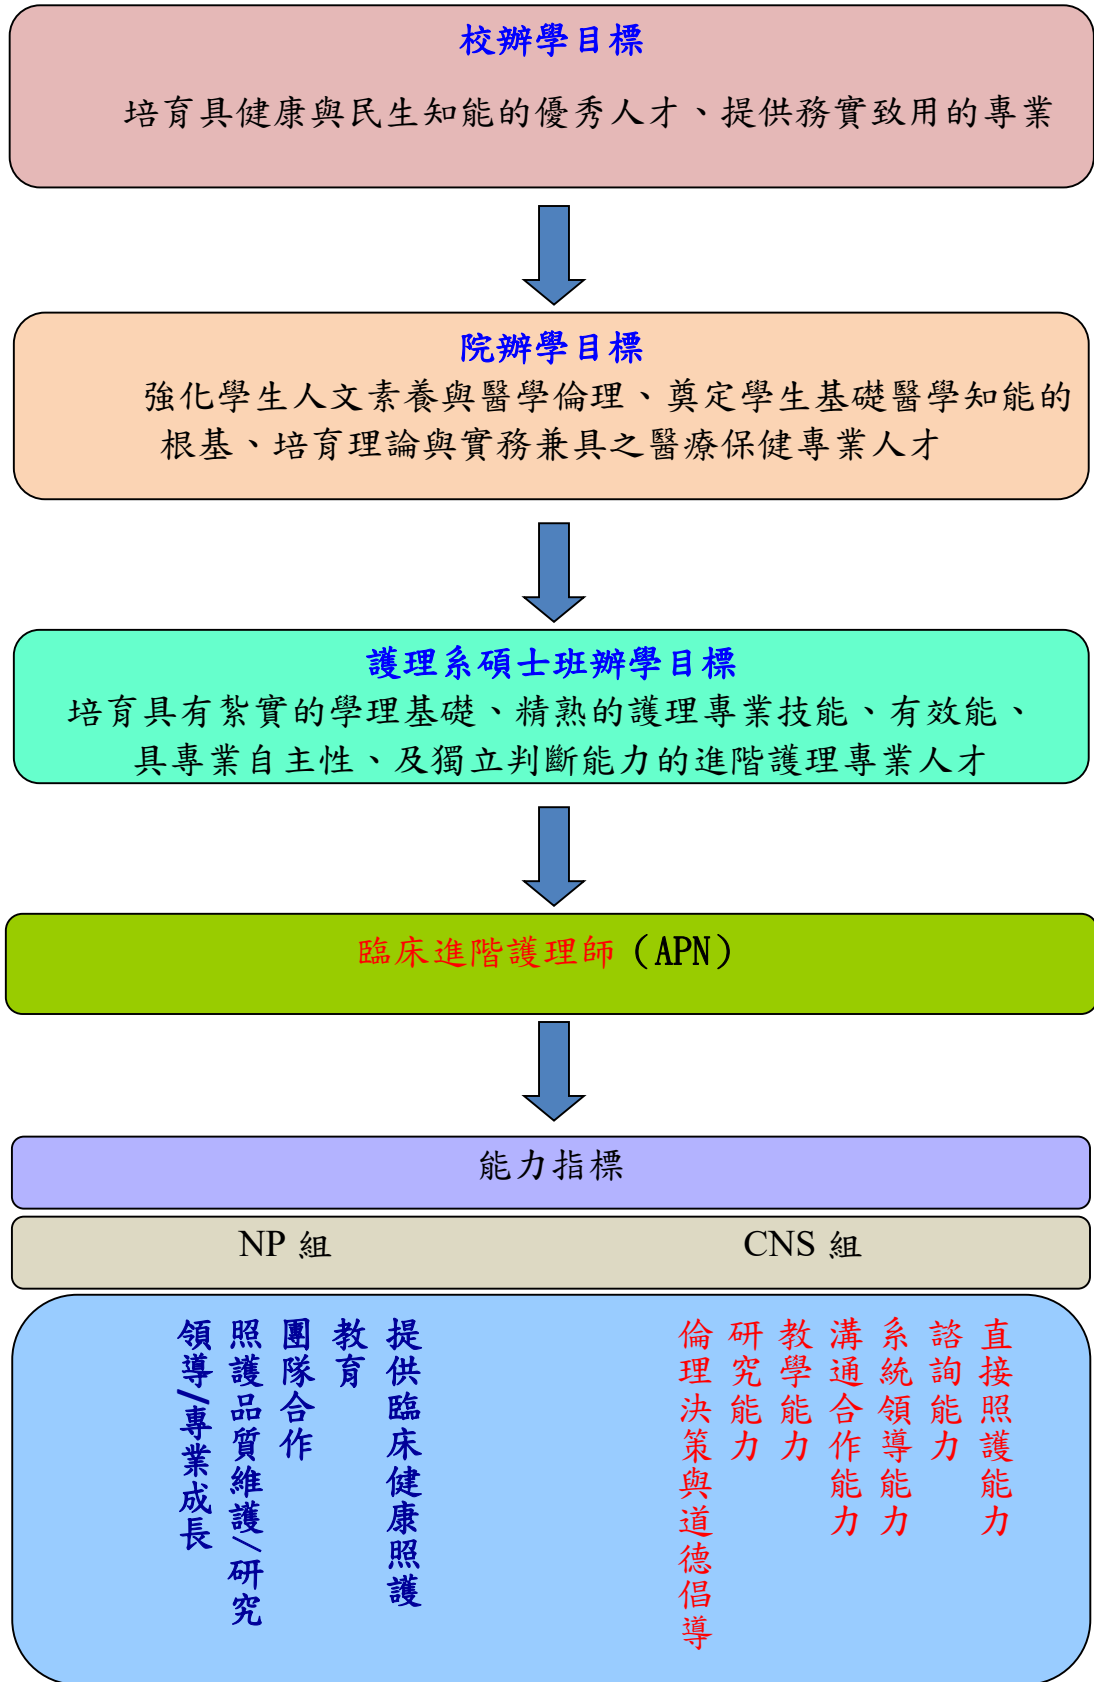 校辦學目標
培育具健康與民生知能的優秀人才、提供務實致用的專業
院辦學目標
強化學生人文素養與醫學倫理、奠定學生基礎醫學知能的
根基、培育理論與實務兼具之醫療保健專業人才
護理系碩士班辦學目標
培育具有紮實的學理基礎、精熟的護理專業技能、有效能、
具專業自主性、及獨立判斷能力的進階護理專業人才
臨床進階護理師（APN）
能力指標
NP 組
CNS 組
提供臨床健康照護
教育
團隊合作
照護品質維護/研究
領導/專業成長
直接照護能力
諮詢能力
系統領導能力
溝通合作能力
教學能力
研究能力
倫理決策與道德倡導